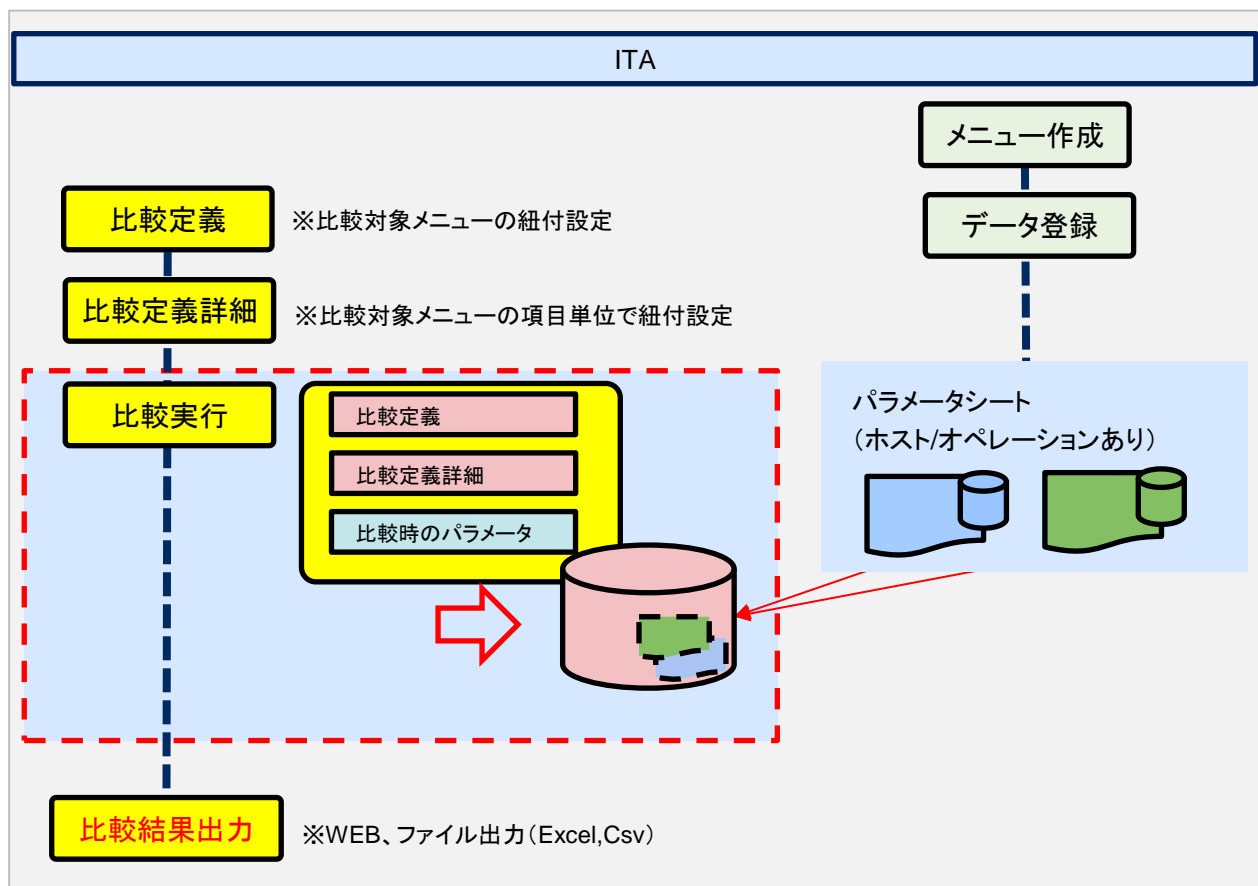 ITA
メニュー作成
データ登録
比較定義
※比較対象メニューの紐付設定
比較定義詳細
※比較対象メニューの項目単位で紐付設定
比較実行
比較定義
比較定義詳細
比較時のパラメータ
パラメータシート
（ホスト/オペレーションあり）
比較結果出力
※WEB、ファイル出力（Excel,Csv）